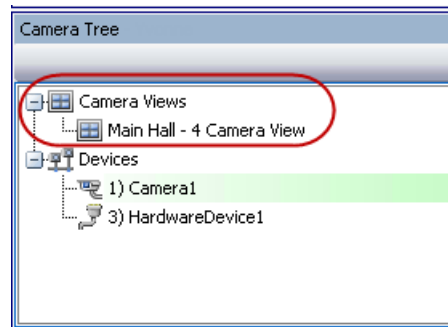 Camera Tree
Camera Views
Main Hall - 4 Camera View
Devices
1) Camera1
3) HardwareDevice1